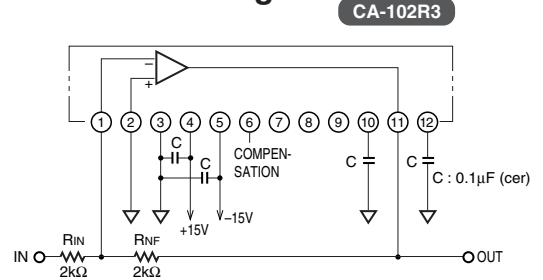 CA-102R3
−
+
1 2 3 4 5 6 7 8 9 10 11 12
C
C
COMPEN-
SATION
C
C
C : 0.1μF (cer)
+15V
−15V
IN RIN RNF OUT
2kΩ 2kΩ